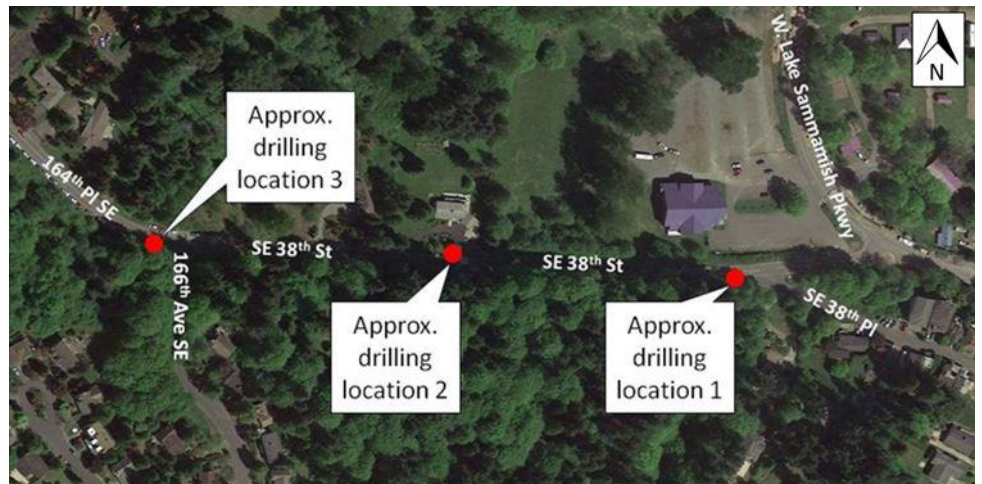 W. Lake Sammamish Pkwy
N
Approx.
drilling
location 3
164th Pl SE
SE 38th St
166th Ave SE
SE 38th St
SE 38th Pl
Approx.
drilling
location 2
Approx.
drilling
location 1